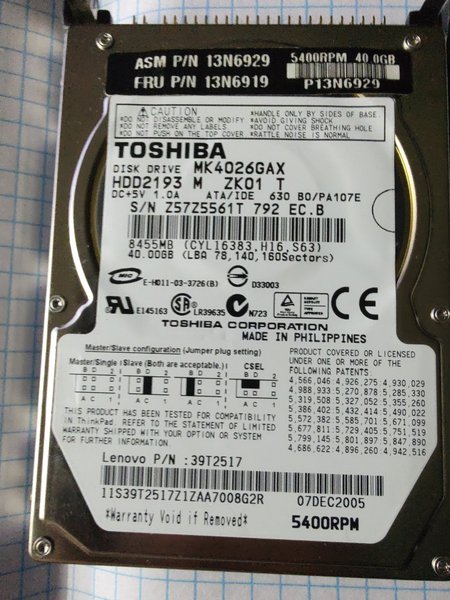 ASM P/N 13N6929
5400RPM 40.0GB
FRU P/N 13N6919
P13N6929
CAUTION
*HANDLE ONLY BY SIDES OF BASE
*DO NOT DISASSEMBLE OR MODIFY
*AVOID GIVING SHOCK
*DO NOT REMOVE ANY LABELS
*DO NOT COVER BREATHING HOLE
*DO NOT PUSH ON THE TOP COVER
*RATTLE NOISE IS NORMAL
TOSHIBA
DISK DRIVE MK4026GAX
HDD2193 M ZK01 T
DC+5V 1.0A ATA/IDE 630 B0/PA107E
S/N Z57Z5561T 792 EC.B
8455MB (CYL16383,H16,S63)
40.00GB (LBA 78,140,160Sectors)
MIC
E-H011-03-3726(B)
D33003
E145163
LR39635
N723
CE
TOSHIBA CORPORATION
MADE IN PHILIPPINES
Master/Slave configuration (Jumper plug setting)
Master/Single
Slave (Both are acceptable.)
CSEL
B D 2
B D 2
B D 2
B D 2
A C 1
A C 1
A C 1
A C 1
THIS HAS BEEN TESTED FOR COMPATIBILITY
in ThinkPad. REFER TO THE STATEMENT OF
WARRANTY SHIPPED WITH YOUR OPTION OR SYSTEM
FOR FURTHER INFORMATION.
PRODUCT COVERED OR LICENSED
UNDER ONE OR MORE OF THE
FOLLOWING PATENTS
4,566,046 4,926,275 4,930,029
4,988,933 5,270,878 5,285,330
5,319,508 5,327,052 5,355,260
5,386,402 5,432,414 5,490,022
5,572,382 5,585,701 5,671,099
5,677,811 5,729,405 5,751,519
5,799,145 5,801,897 5,847,890
4,686,622 4,896,260 4,942,516
Lenovo P/N :39T2517
11S39T2517Z1ZAA7008G2R
07DEC2005
*Warranty Void if Removed*
5400RPM